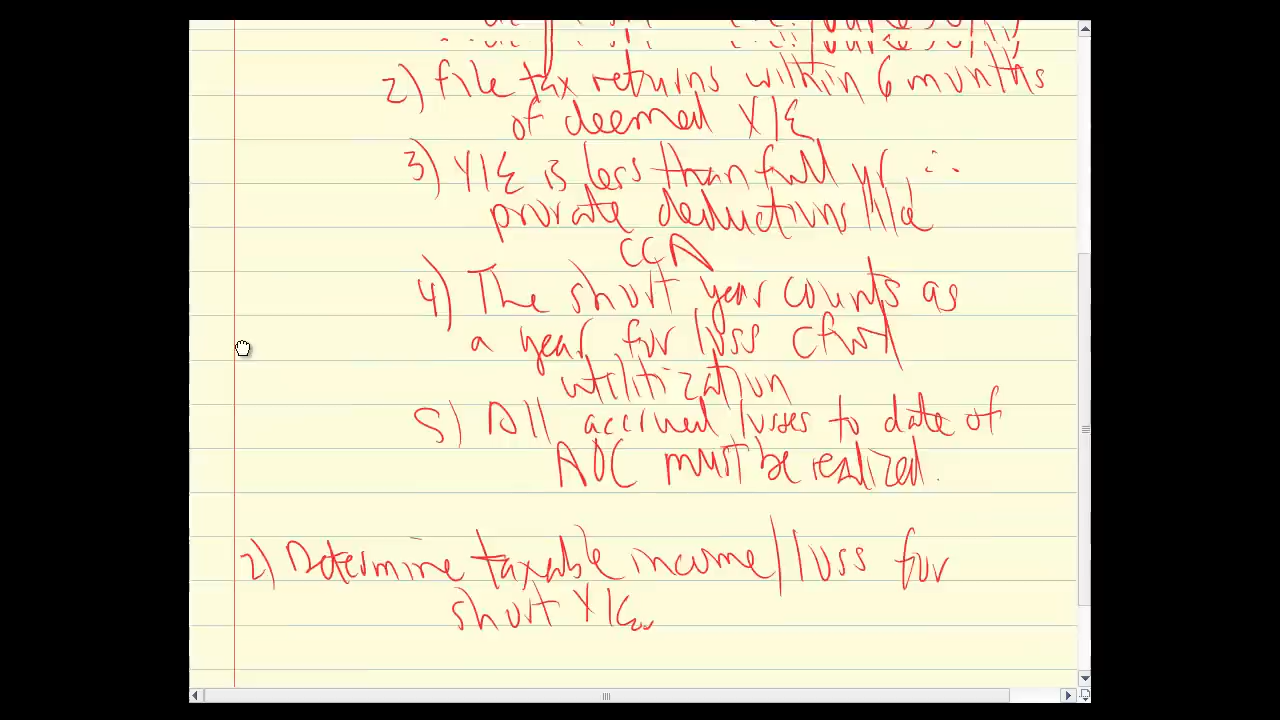 2) file tax returns within 6 months
of deemed Y/E
3) Y/E is less than full yr, ∴
prorate deductions like
CCA
4) The short year counts as
a year for loss cfwd
utilitization
5) All accrued losses to date of
AOC must be realized.
2) Determine taxable income/loss for
short Y/E